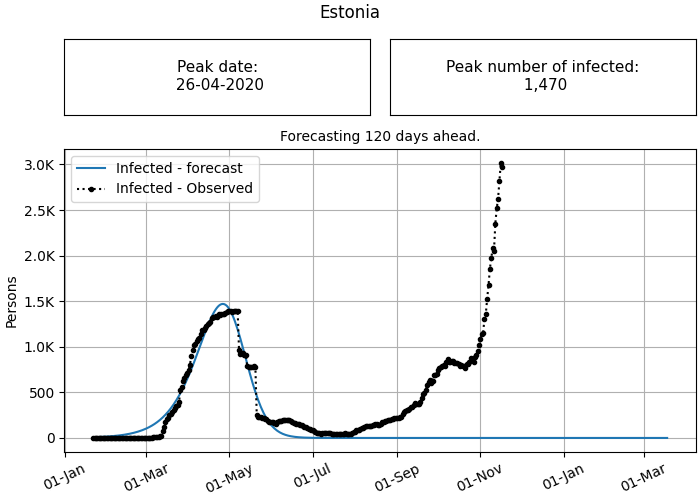 Estonia
Peak date:
26-04-2020
Peak number of infected:
1,470
Forecasting 120 days ahead.
Infected - forecast
Infected - Observed
3.0K
2.5K
2.0K
1.5K
1.0K
500
0
Persons
01-Jan
01-Mar
01-May
01-Jul
01-Sep
01-Nov
01-Jan
01-Mar